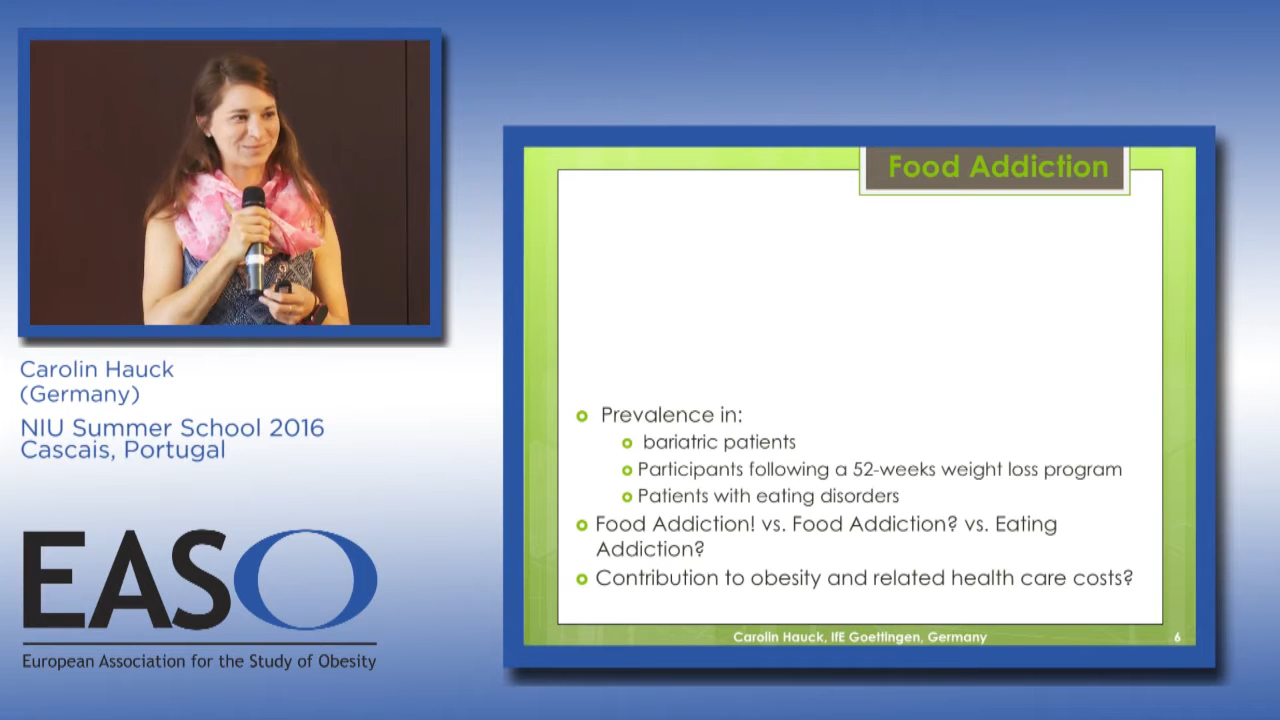 Carolin Hauck
(Germany)
NIU Summer School 2016
Cascais, Portugal
EASO
European Association for the Study of Obesity
Food Addiction
Prevalence in:
bariatric patients
Participants following a 52-weeks weight loss program
Patients with eating disorders
Food Addiction! vs. Food Addiction? vs. Eating
Addiction?
Contribution to obesity and related health care costs?
Carolin Hauck, IfE Goettingen, Germany
6